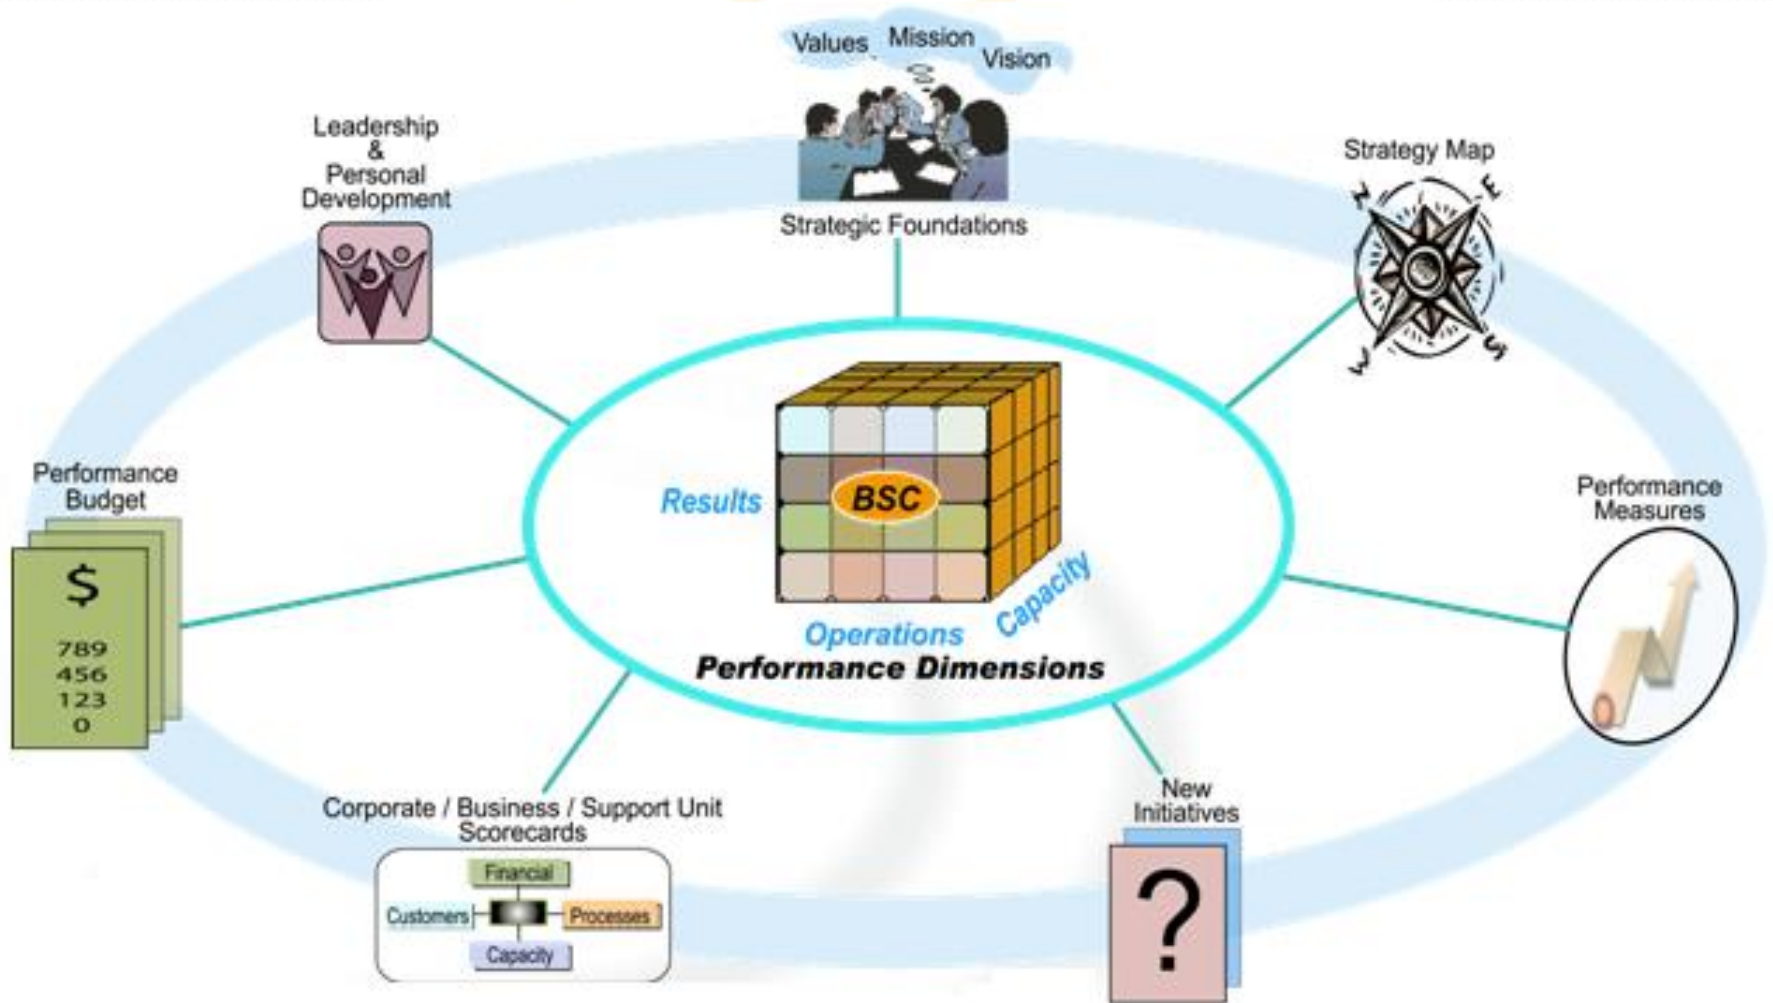 Values
Mission
Vision
Strategic Foundations
Leadership
&
Personal
Development
Strategy Map
N
E
S
W
Performance
Budget
$
789
456
123
0
Results
BSC
Capacity
Operations
Performance Dimensions
Performance
Measures
Corporate / Business / Support Unit
Scorecards
Financial
Customers
Processes
Capacity
New
Initiatives
?